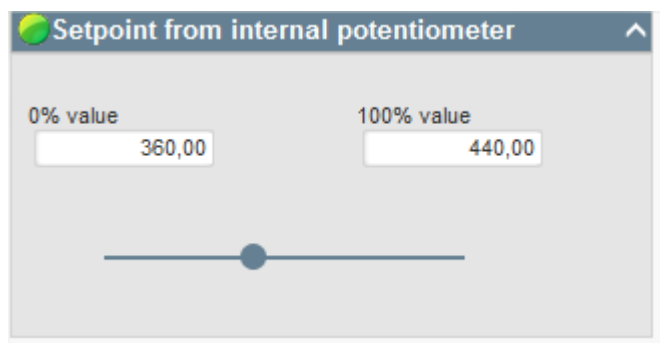 Setpoint from internal potentiometer
0% value 100% value
360,00 440,00